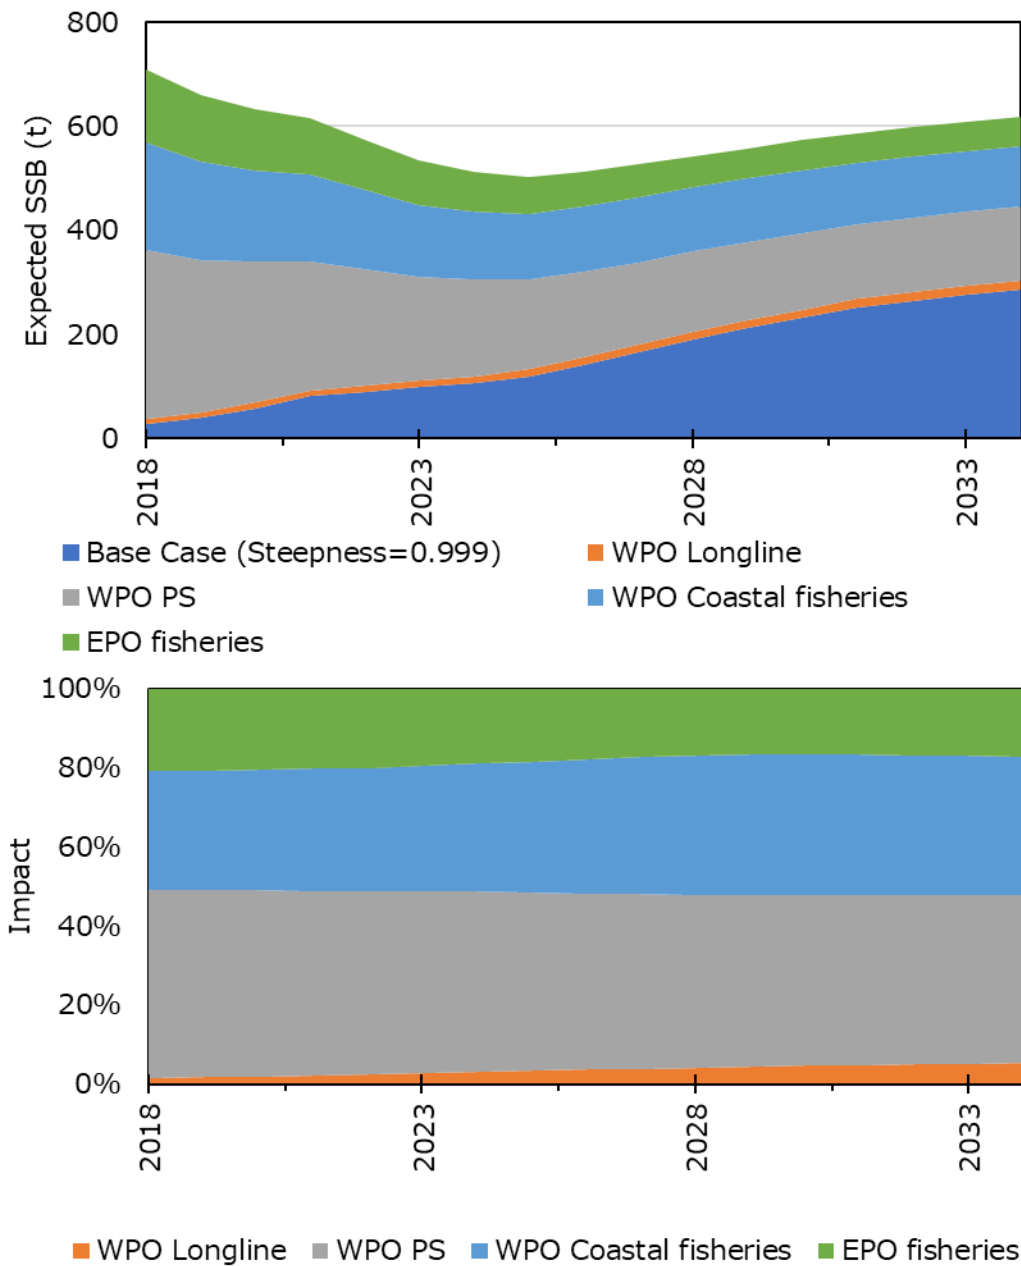 800
600
400
200
0
Expected SSB (t)
2018
2023
2028
2033
Base Case (Steepness=0.999)
WPO Longline
WPO PS
WPO Coastal fisheries
EPO fisheries
100%
80%
60%
40%
20%
0%
Impact
2018
2023
2028
2033
WPO Longline
WPO PS
WPO Coastal fisheries
EPO fisheries